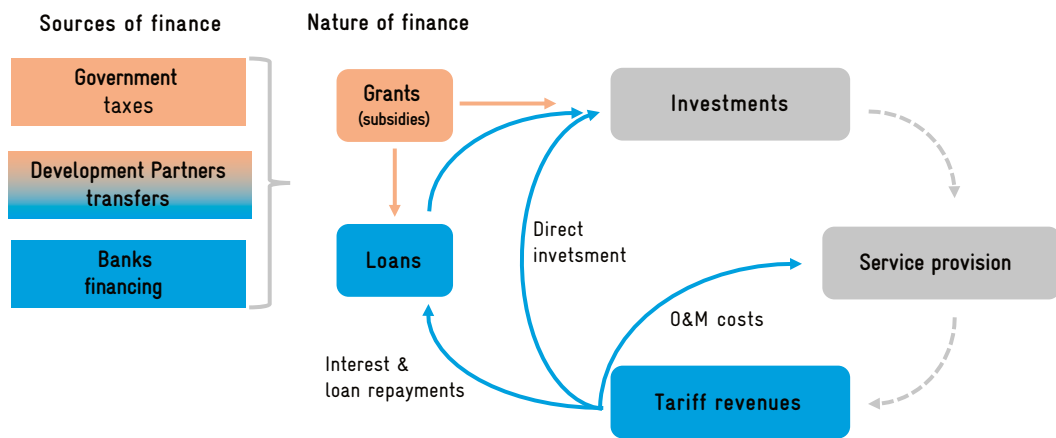 Sources of finance
Nature of finance
Government
taxes
Development Partners
transfers
Banks
financing
Grants
(subsidies)
Investments
Loans
Direct
invetsment
Service provision
O&M costs
Interest &
loan repayments
Tariff revenues